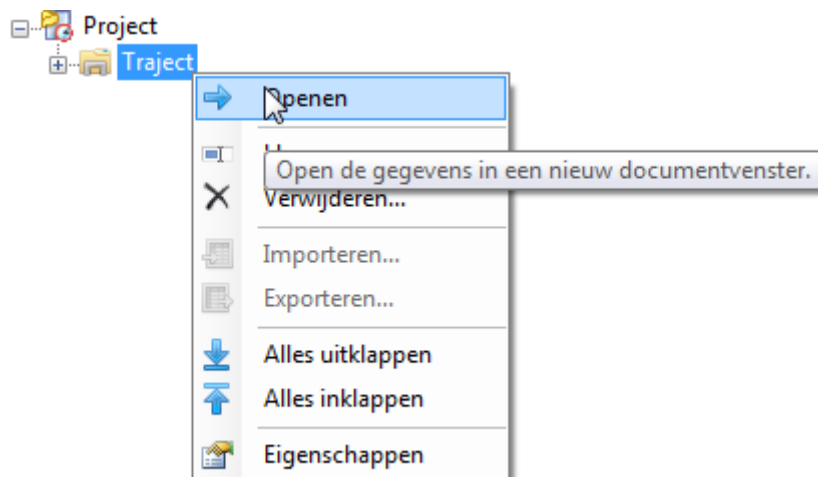 Project
Traject
Openen
Open de gegevens in een nieuw documentvenster.
Verwijderen...
Importeren...
Exporteren...
Alles uitklappen
Alles inklappen
Eigenschappen